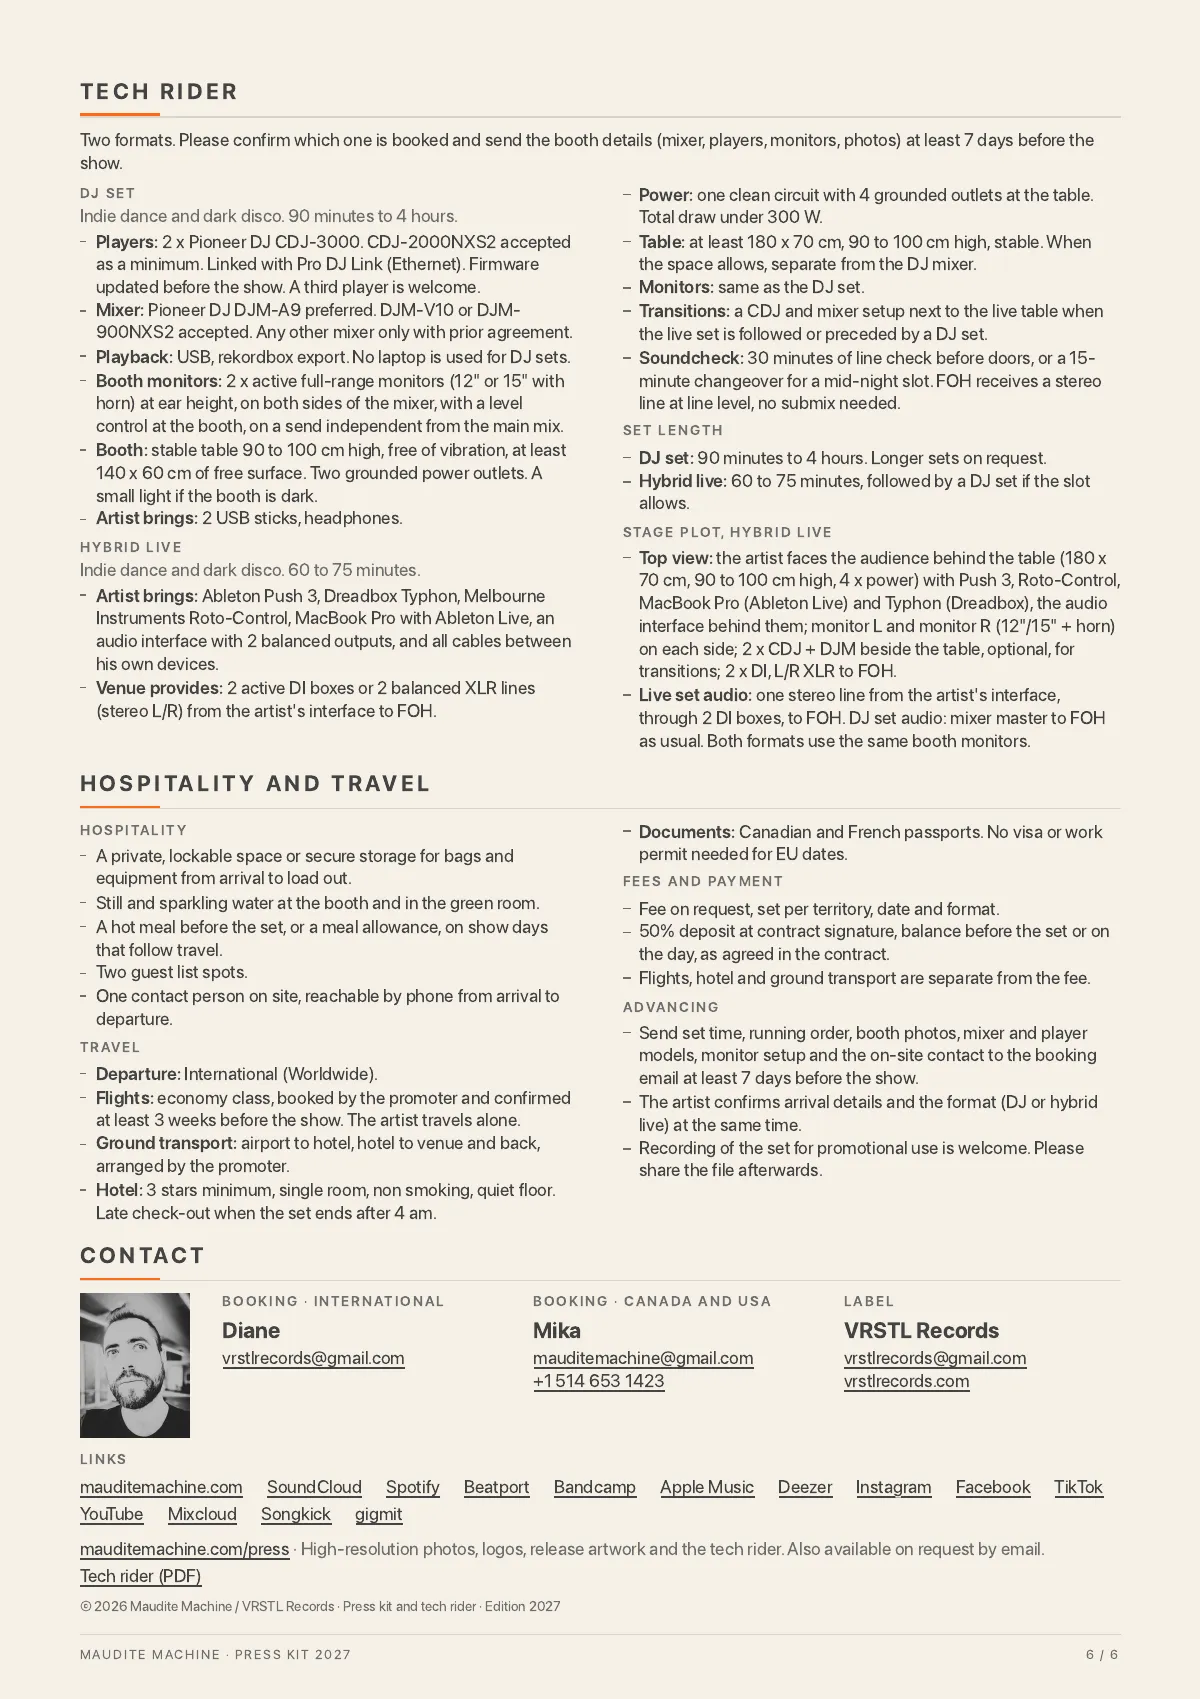 TECH RIDER
Two formats. Please confirm which one is booked and send the booth details (mixer, players, monitors, photos) at least 7 days before the
show.
DJ SET
Indie dance and dark disco. 90 minutes to 4 hours.
– Players: 2 x Pioneer DJ CDJ-3000. CDJ-2000NXS2 accepted
as a minimum. Linked with Pro DJ Link (Ethernet). Firmware
updated before the show. A third player is welcome.
– Mixer: Pioneer DJ DJM-A9 preferred. DJM-V10 or DJM-
900NXS2 accepted. Any other mixer only with prior agreement.
– Playback: USB, rekordbox export. No laptop is used for DJ sets.
– Booth monitors: 2 x active full-range monitors (12" or 15" with
horn) at ear height, on both sides of the mixer, with a level
control at the booth, on a send independent from the main mix.
– Booth: stable table 90 to 100 cm high, free of vibration, at least
140 x 60 cm of free surface. Two grounded power outlets. A
small light if the booth is dark.
– Artist brings: 2 USB sticks, headphones.
HYBRID LIVE
Indie dance and dark disco. 60 to 75 minutes.
– Artist brings: Ableton Push 3, Dreadbox Typhon, Melbourne
Instruments Roto-Control, MacBook Pro with Ableton Live, an
audio interface with 2 balanced outputs, and all cables between
his own devices.
– Venue provides: 2 active DI boxes or 2 balanced XLR lines
(stereo L/R) from the artist's interface to FOH.
– Power: one clean circuit with 4 grounded outlets at the table.
Total draw under 300 W.
– Table: at least 180 x 70 cm, 90 to 100 cm high, stable. When
the space allows, separate from the DJ mixer.
– Monitors: same as the DJ set.
– Transitions: a CDJ and mixer setup next to the live table when
the live set is followed or preceded by a DJ set.
– Soundcheck: 30 minutes of line check before doors, or a 15-
minute changeover for a mid-night slot. FOH receives a stereo
line at line level, no submix needed.
SET LENGTH
– DJ set: 90 minutes to 4 hours. Longer sets on request.
– Hybrid live: 60 to 75 minutes, followed by a DJ set if the slot
allows.
STAGE PLOT, HYBRID LIVE
– Top view: the artist faces the audience behind the table (180 x
70 cm, 90 to 100 cm high, 4 x power) with Push 3, Roto-Control,
MacBook Pro (Ableton Live) and Typhon (Dreadbox), the audio
interface behind them; monitor L and monitor R (12"/15" + horn)
on each side; 2 x CDJ + DJM beside the table, optional, for
transitions; 2 x DI, L/R XLR to FOH.
– Live set audio: one stereo line from the artist's interface,
through 2 DI boxes, to FOH. DJ set audio: mixer master to FOH
as usual. Both formats use the same booth monitors.
HOSPITALITY AND TRAVEL
HOSPITALITY
– A private, lockable space or secure storage for bags and
equipment from arrival to load out.
– Still and sparkling water at the booth and in the green room.
– A hot meal before the set, or a meal allowance, on show days
that follow travel.
– Two guest list spots.
– One contact person on site, reachable by phone from arrival to
departure.
TRAVEL
– Departure: International (Worldwide).
– Flights: economy class, booked by the promoter and confirmed
at least 3 weeks before the show. The artist travels alone.
– Ground transport: airport to hotel, hotel to venue and back,
arranged by the promoter.
– Hotel: 3 stars minimum, single room, non smoking, quiet floor.
Late check-out when the set ends after 4 am.
– Documents: Canadian and French passports. No visa or work
permit needed for EU dates.
FEES AND PAYMENT
– Fee on request, set per territory, date and format.
– 50% deposit at contract signature, balance before the set or on
the day, as agreed in the contract.
– Flights, hotel and ground transport are separate from the fee.
ADVANCING
– Send set time, running order, booth photos, mixer and player
models, monitor setup and the on-site contact to the booking
email at least 7 days before the show.
– The artist confirms arrival details and the format (DJ or hybrid
live) at the same time.
– Recording of the set for promotional use is welcome. Please
share the file afterwards.
CONTACT
BOOKING · INTERNATIONAL
Diane
vrstlrecords@gmail.com
BOOKING · CANADA AND USA
Mika
mauditemachine@gmail.com
+1 514 653 1423
LABEL
VRSTL Records
vrstlrecords@gmail.com
vrstlrecords.com
LINKS
mauditemachine.com SoundCloud Spotify Beatport Bandcamp Apple Music Deezer Instagram Facebook TikTok
YouTube Mixcloud Songkick gigmit
mauditemachine.com/press · High-resolution photos, logos, release artwork and the tech rider. Also available on request by email.
Tech rider (PDF)
© 2026 Maudite Machine / VRSTL Records · Press kit and tech rider · Edition 2027
MAUDITE MACHINE · PRESS KIT 2027 6 / 6